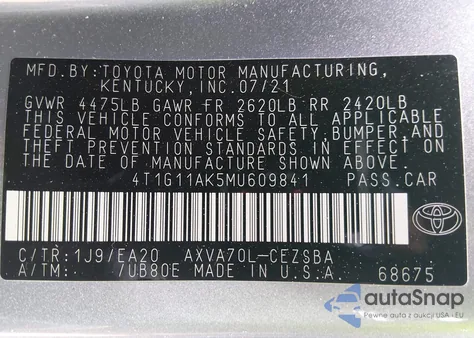 MFD.BY:TOYOTA MOTOR MANUFACTURING,
KENTUCKY, INC.07/21
GVWR 4475LB GAWR FR 2620LB RR 2420LB
THIS VEHICLE CONFORMS TO ALL APPLICABLE
FEDERAL MOTOR VEHICLE SAFETY,BUMPER,AND
THEFT PREVENTION STANDARDS IN EFFECT ON
THE DATE OF MANUFACTURE SHOWN ABOVE.
4T1G11AK5MU609841 PASS.CAR
TOYOTA
C/TR:1J9/EA20 AXVA70L-CEZSBA
A/TM: /UB80E MADE IN U.S.A. 68675
autoSnap
Pewne auto z aukcji USA i EU